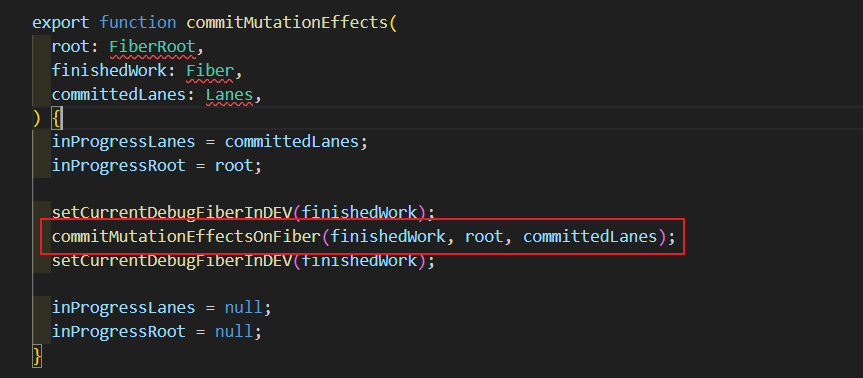 export function commitMutationEffects(
  root: FiberRoot,
  finishedWork: Fiber,
  committedLanes: Lanes,
) {
  inProgressLanes = committedLanes;
  inProgressRoot = root;

  setCurrentDebugFiberInDEV(finishedWork);
  commitMutationEffectsOnFiber(finishedWork, root, committedLanes);
  setCurrentDebugFiberInDEV(finishedWork);

  inProgressLanes = null;
  inProgressRoot = null;
}